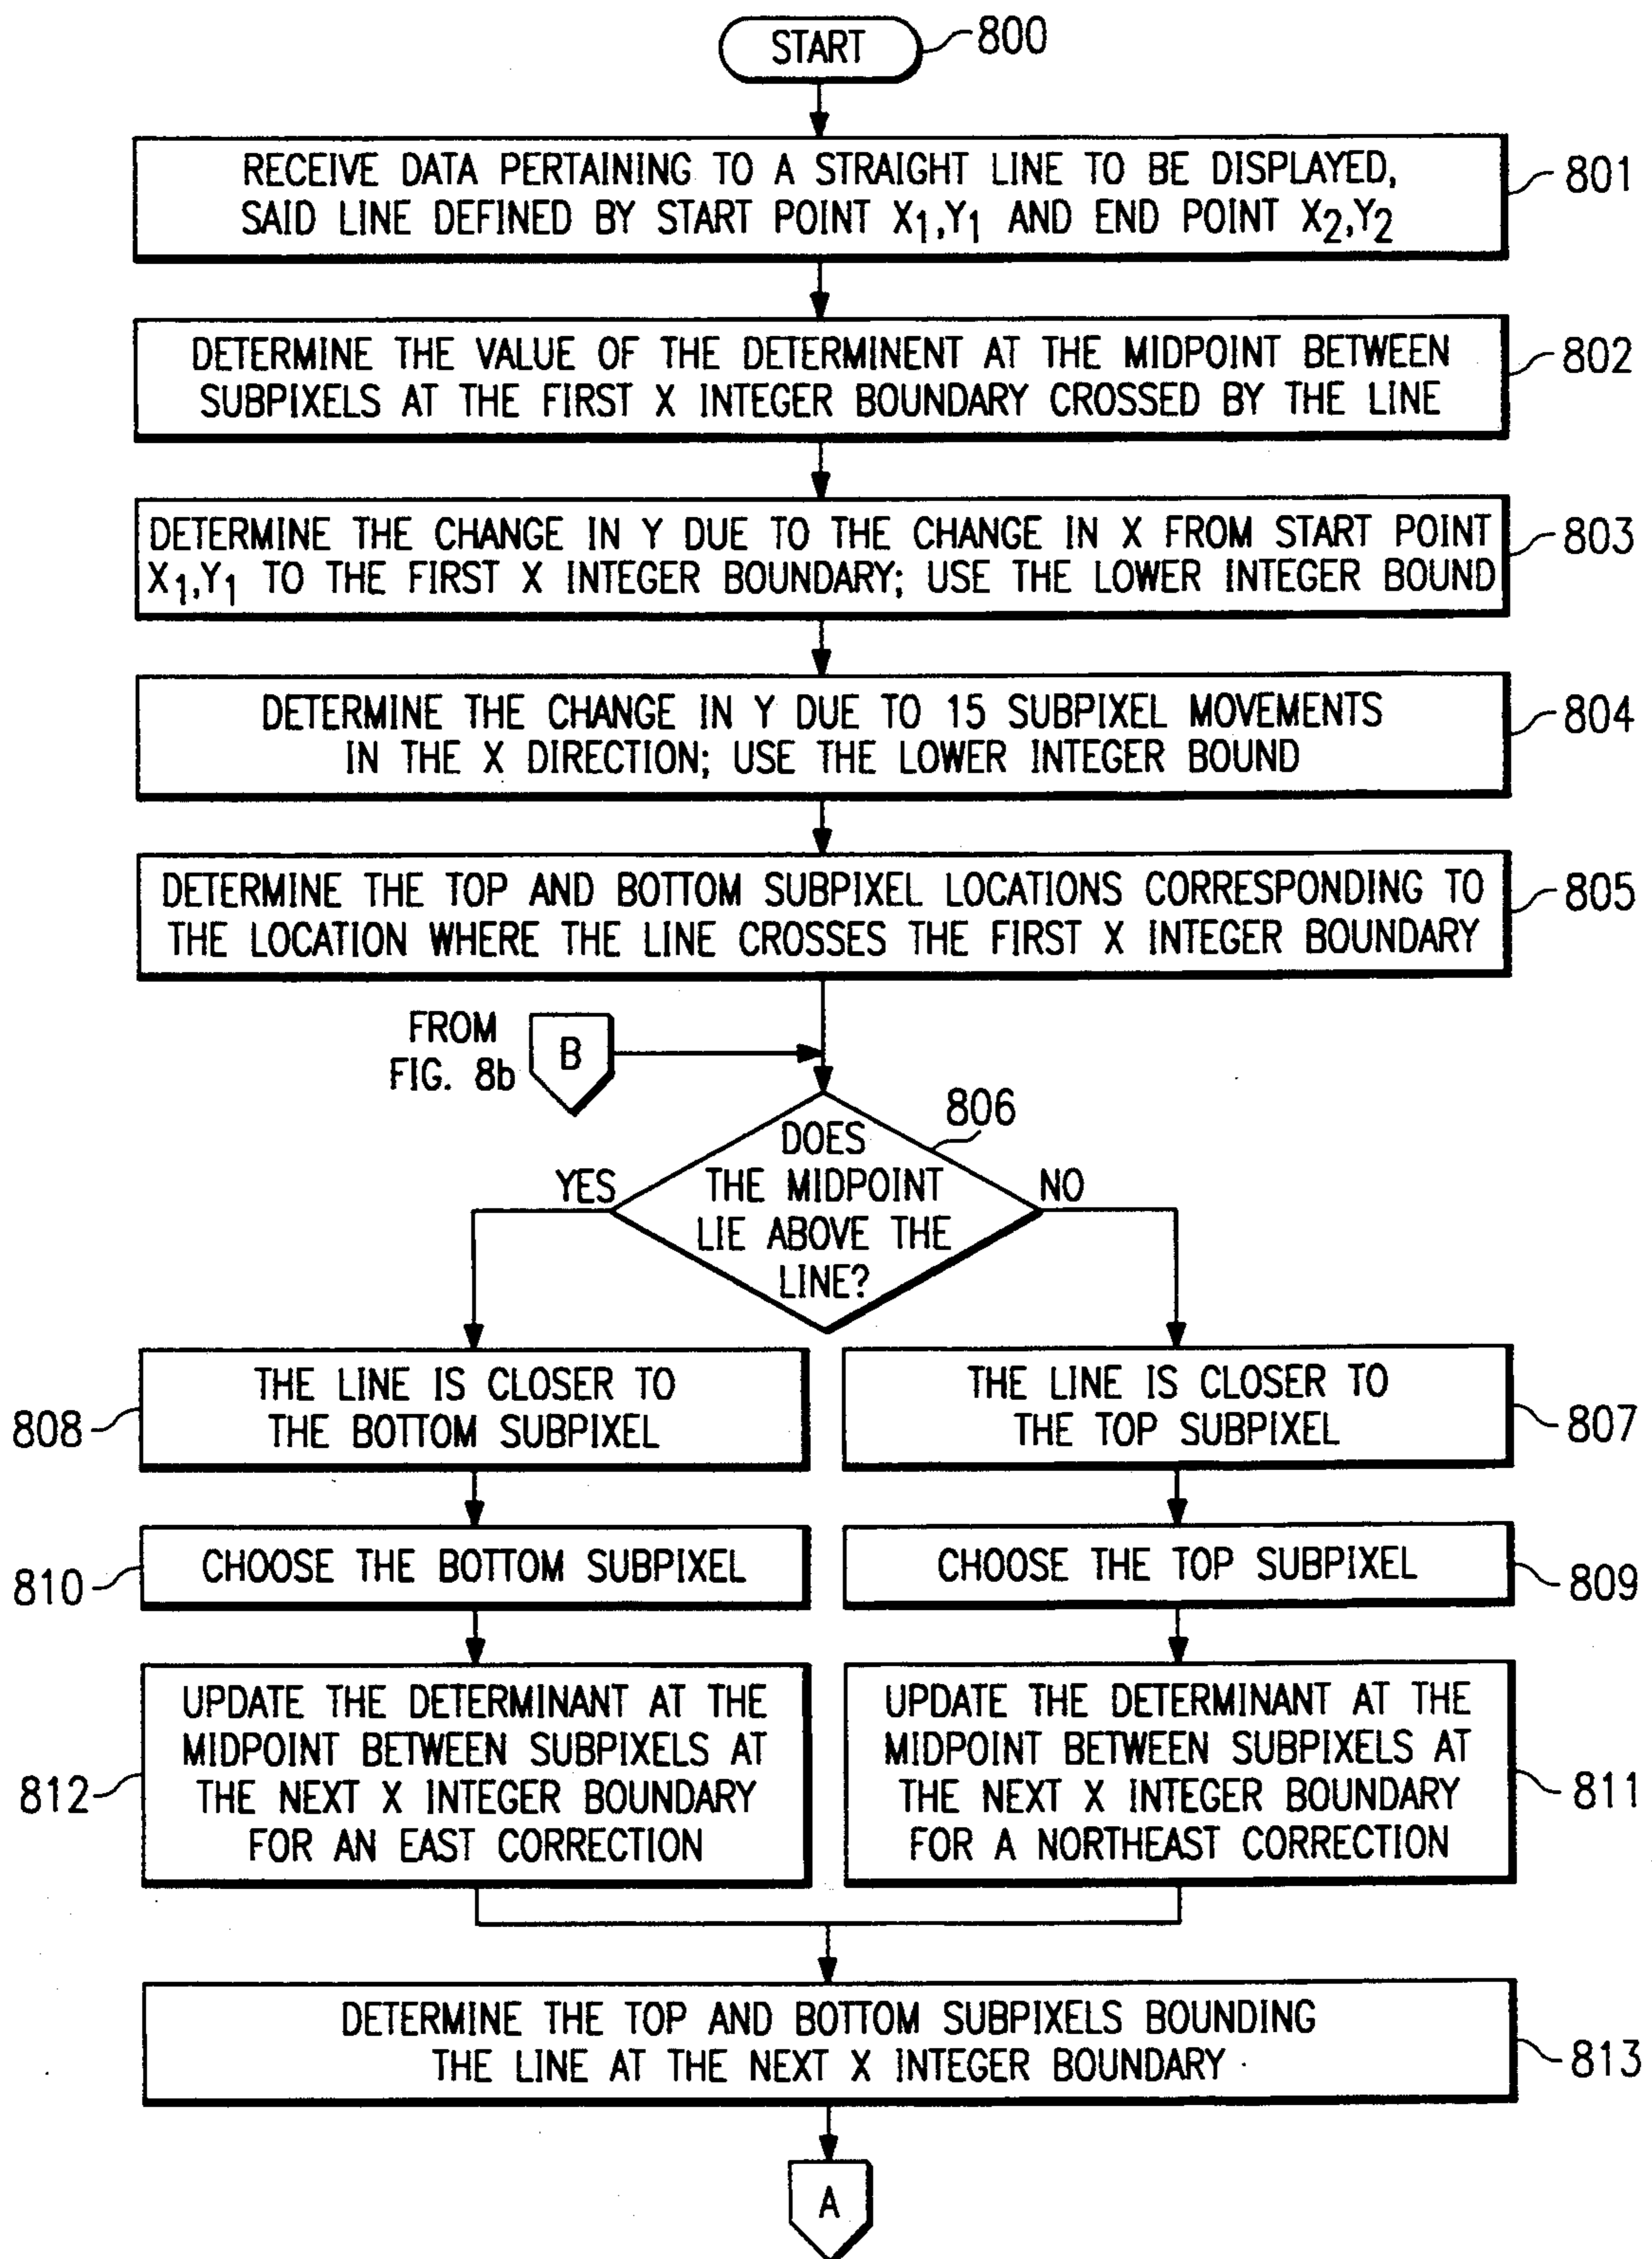 START
800
RECEIVE DATA PERTAINING TO A STRAIGHT LINE TO BE DISPLAYED,
SAID LINE DEFINED BY START POINT X1,Y1 AND END POINT X2,Y2
801
DETERMINE THE VALUE OF THE DETERMINENT AT THE MIDPOINT BETWEEN
SUBPIXELS AT THE FIRST X INTEGER BOUNDARY CROSSED BY THE LINE
802
DETERMINE THE CHANGE IN Y DUE TO THE CHANGE IN X FROM START POINT
X1,Y1 TO THE FIRST X INTEGER BOUNDARY; USE THE LOWER INTEGER BOUND
803
DETERMINE THE CHANGE IN Y DUE TO 15 SUBPIXEL MOVEMENTS
IN THE X DIRECTION; USE THE LOWER INTEGER BOUND
804
DETERMINE THE TOP AND BOTTOM SUBPIXEL LOCATIONS CORRESPONDING TO
THE LOCATION WHERE THE LINE CROSSES THE FIRST X INTEGER BOUNDARY
805
FROM
FIG. 8b
B
806
DOES
THE MIDPOINT
LIE ABOVE THE
LINE?
YES
NO
THE LINE IS CLOSER TO
THE BOTTOM SUBPIXEL
808
THE LINE IS CLOSER TO
THE TOP SUBPIXEL
807
CHOOSE THE BOTTOM SUBPIXEL
810
CHOOSE THE TOP SUBPIXEL
809
UPDATE THE DETERMINANT AT THE
MIDPOINT BETWEEN SUBPIXELS AT
THE NEXT X INTEGER BOUNDARY
FOR AN EAST CORRECTION
812
UPDATE THE DETERMINANT AT THE
MIDPOINT BETWEEN SUBPIXELS AT
THE NEXT X INTEGER BOUNDARY
FOR A NORTHEAST CORRECTION
811
DETERMINE THE TOP AND BOTTOM SUBPIXELS BOUNDING
THE LINE AT THE NEXT X INTEGER BOUNDARY
813
A